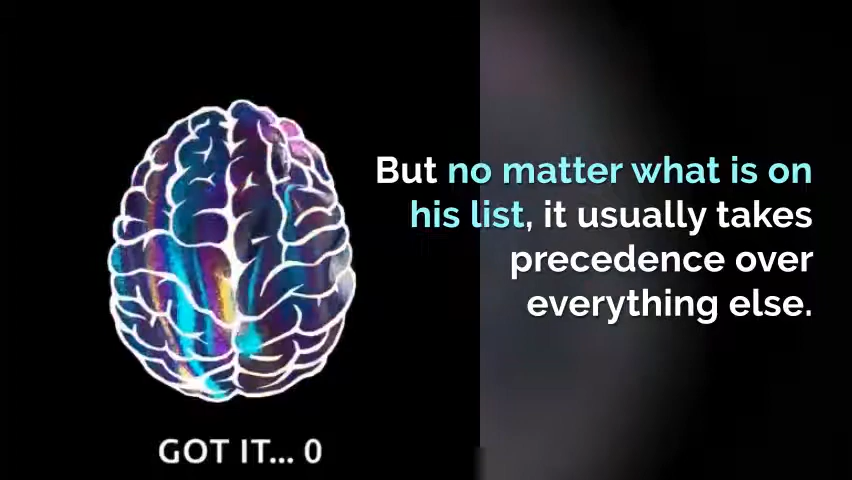 But no matter what is on
his list, it usually takes
precedence over
everything else.
GOT IT... 0